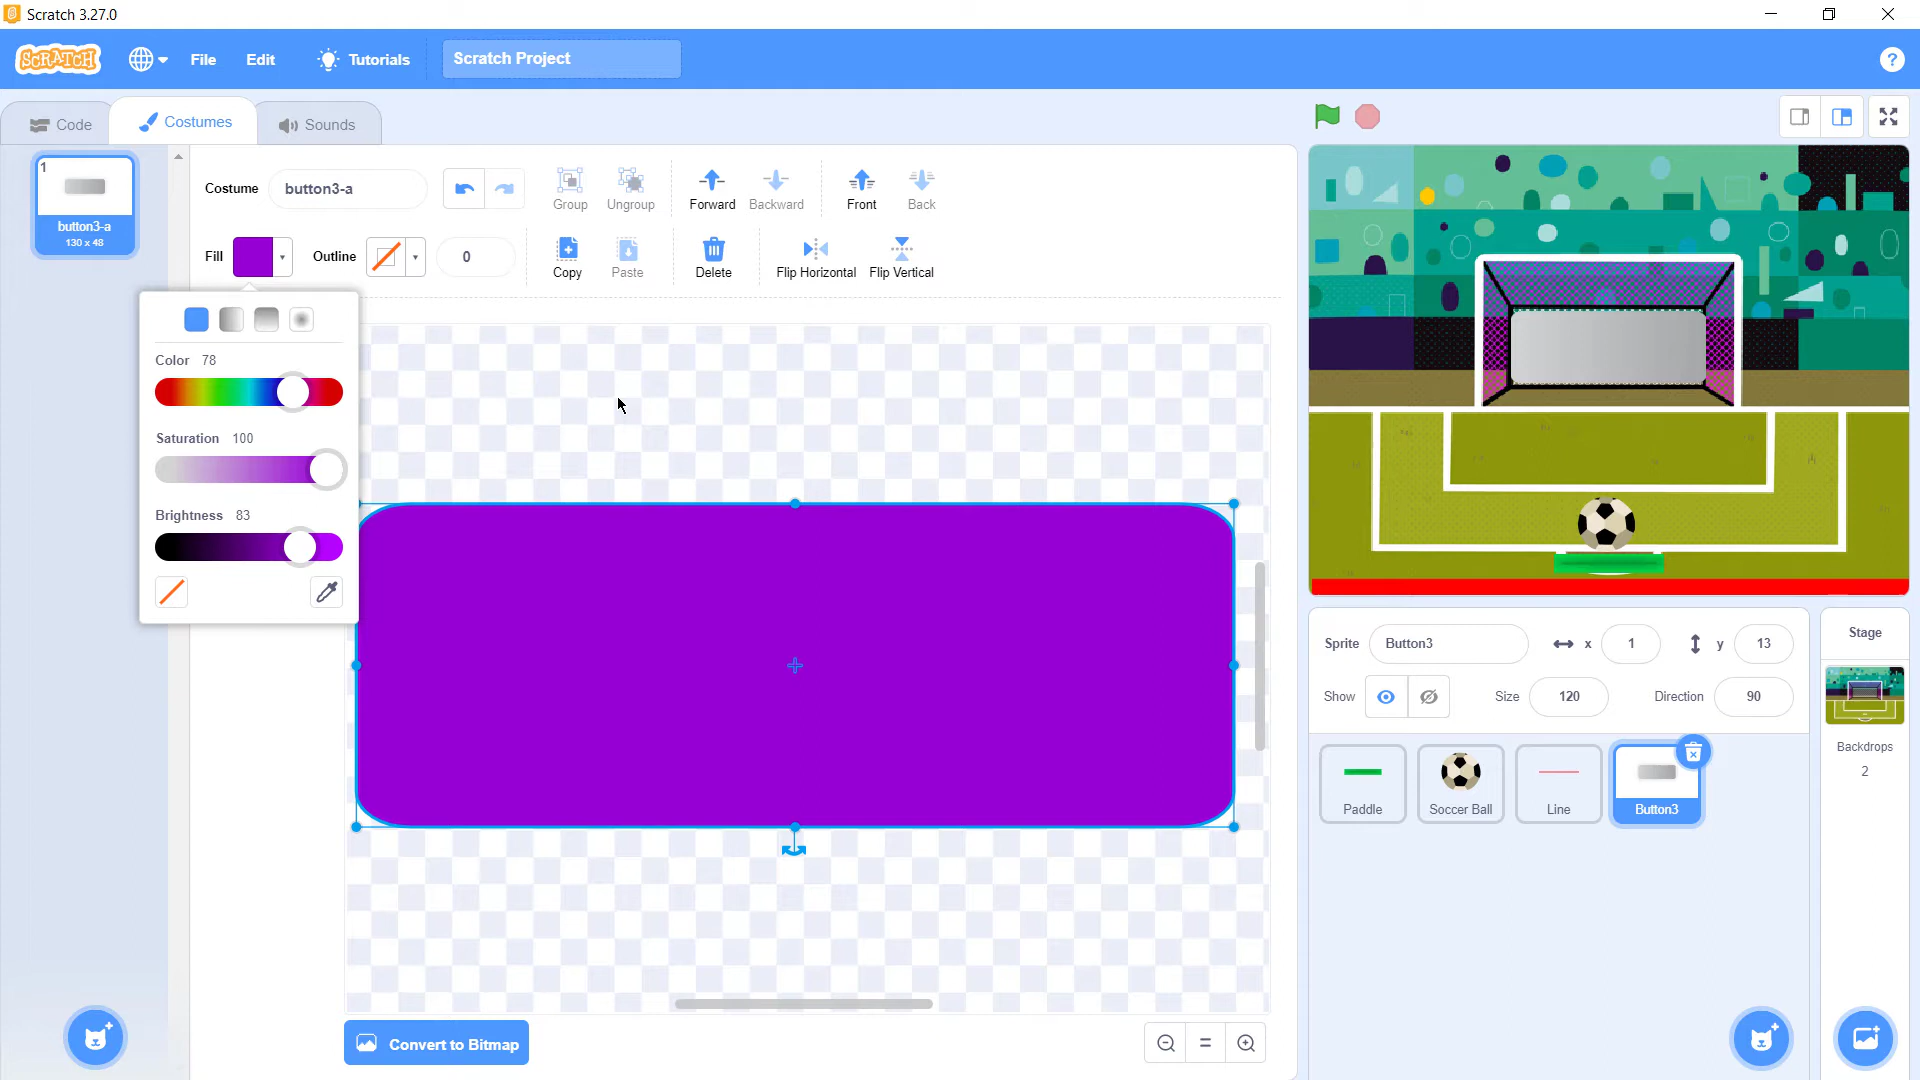 Scratch 3.27.0
SCRATCH
File
Edit
Tutorials
Scratch Project
?
Code
Costumes
Sounds
1
button3-a
130 x 48
Costume
button3-a
Group
Ungroup
Forward
Backward
Front
Back
Fill
Outline
0
Copy
Paste
Delete
Flip Horizontal
Flip Vertical
Color 78
Saturation 100
Brightness 83
Convert to Bitmap
Sprite
Button3
x
1
y
13
Show
Size
120
Direction
90
Paddle
Soccer Ball
Line
Button3
Stage
Backdrops
2